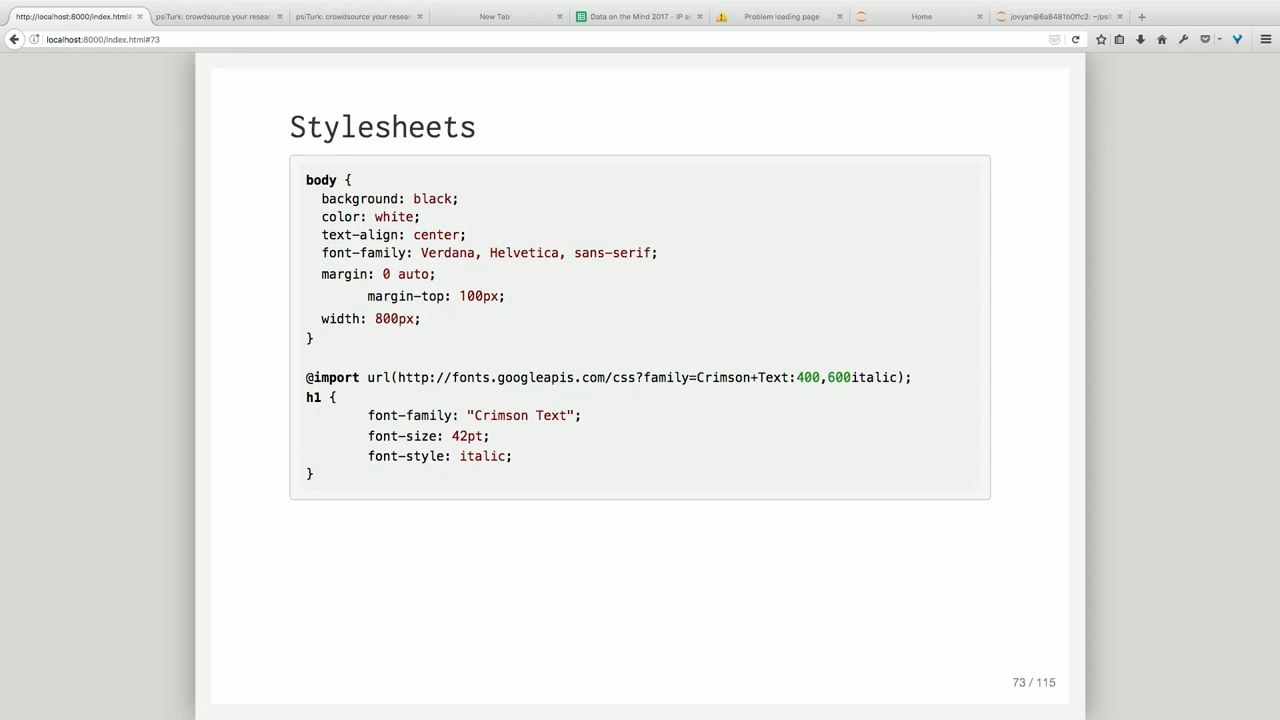 http://localhost:8000/index.html#
psiTurk: crowdsource your resear
psiTurk: crowdsource your resear
New Tab
Data on the Mind 2017 - IP a
Problem loading page
Home
jovyan@6a8481b0ffc2: ~/psi
localhost:8000/index.html#73
Stylesheets
body {
background: black;
color: white;
text-align: center;
font-family: Verdana, Helvetica, sans-serif;
margin: 0 auto;
margin-top: 100px;
width: 800px;
}
@import url(http://fonts.googleapis.com/css?family=Crimson+Text:400,600italic);
h1 {
font-family: "Crimson Text";
font-size: 42pt;
font-style: italic;
}
73 / 115